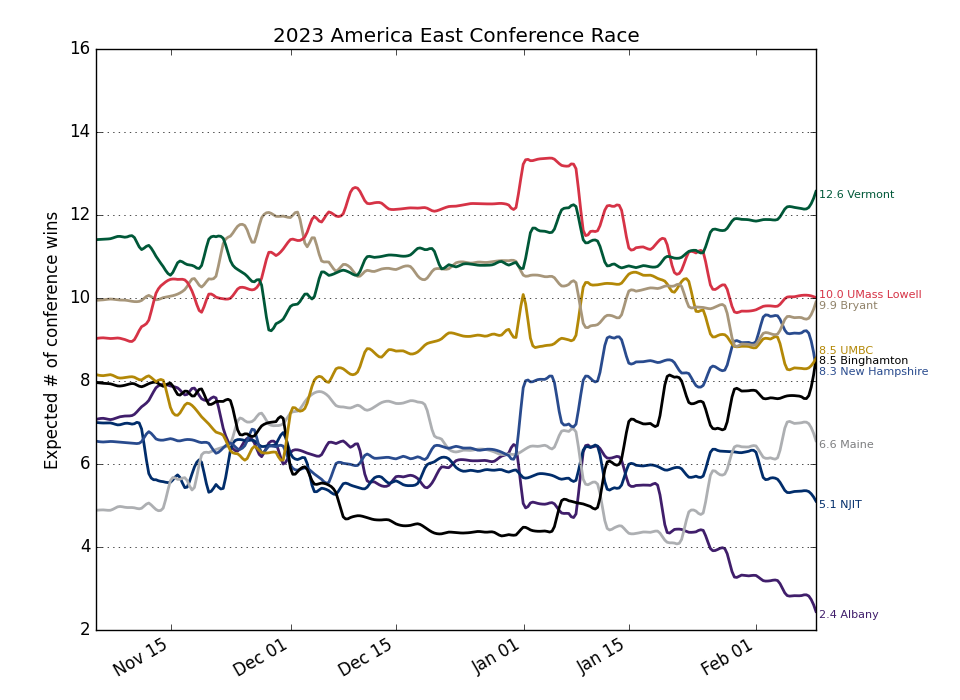 2023 America East Conference Race
Expected # of conference wins
16
14
12
10
8
6
4
2
12.6 Vermont
10.0 UMass Lowell
9.9 Bryant
8.5 UMBC
8.5 Binghamton
8.3 New Hampshire
6.6 Maine
5.1 NJIT
2.4 Albany
Nov 15
Dec 01
Dec 15
Jan 01
Jan 15
Feb 01